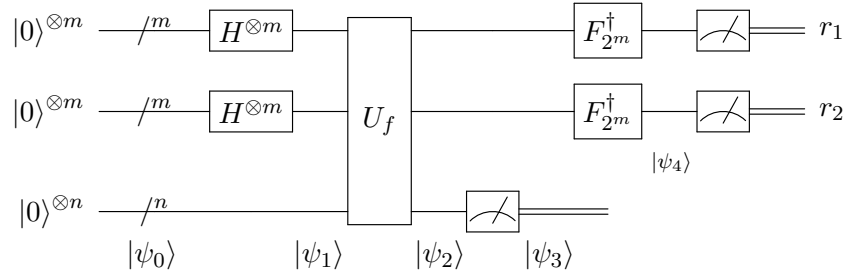 |0⟩^{⊗m} m H^{⊗m} F^†_{2^m} r_1
|0⟩^{⊗m} m H^{⊗m} U_f F^†_{2^m} r_2
|ψ_4⟩
|0⟩^{⊗n} n
|ψ_0⟩ |ψ_1⟩ |ψ_2⟩ |ψ_3⟩